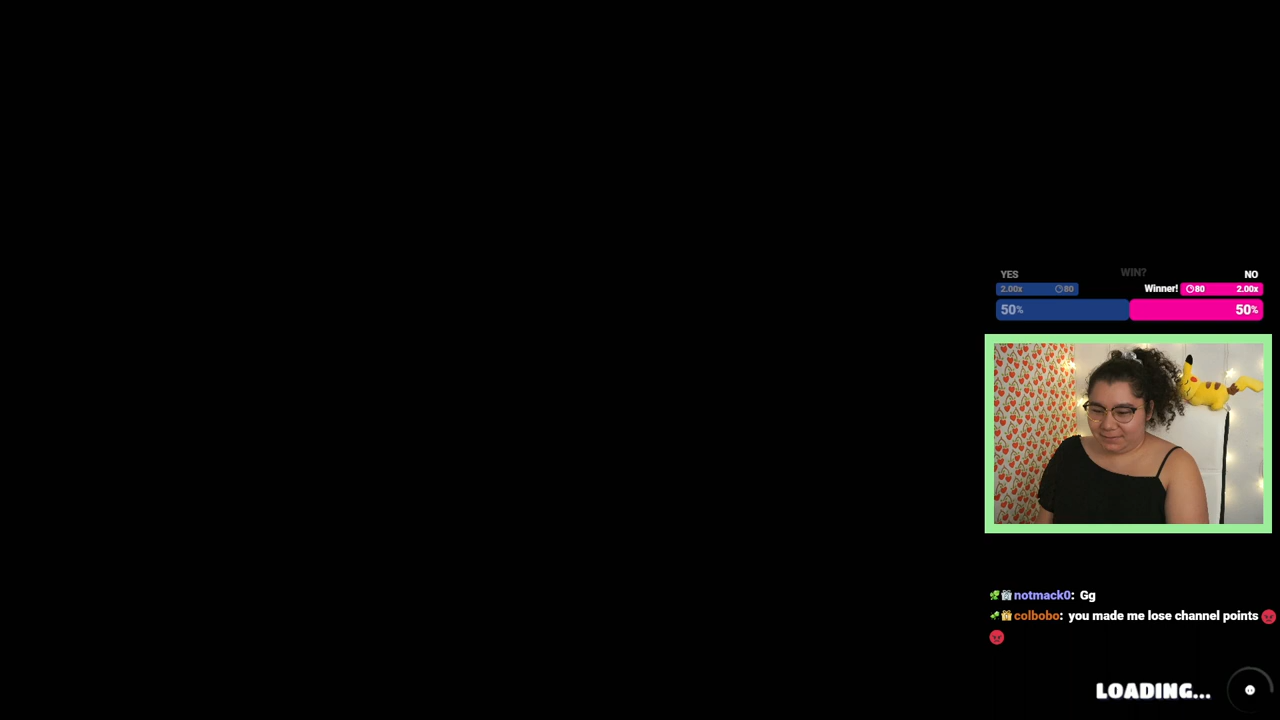 WIN?
YES NO
2.00x 80 Winner! 80 2.00x
50% 50%
notmack0: Gg
colbobo: you made me lose channel points 😡
😡
LOADING...